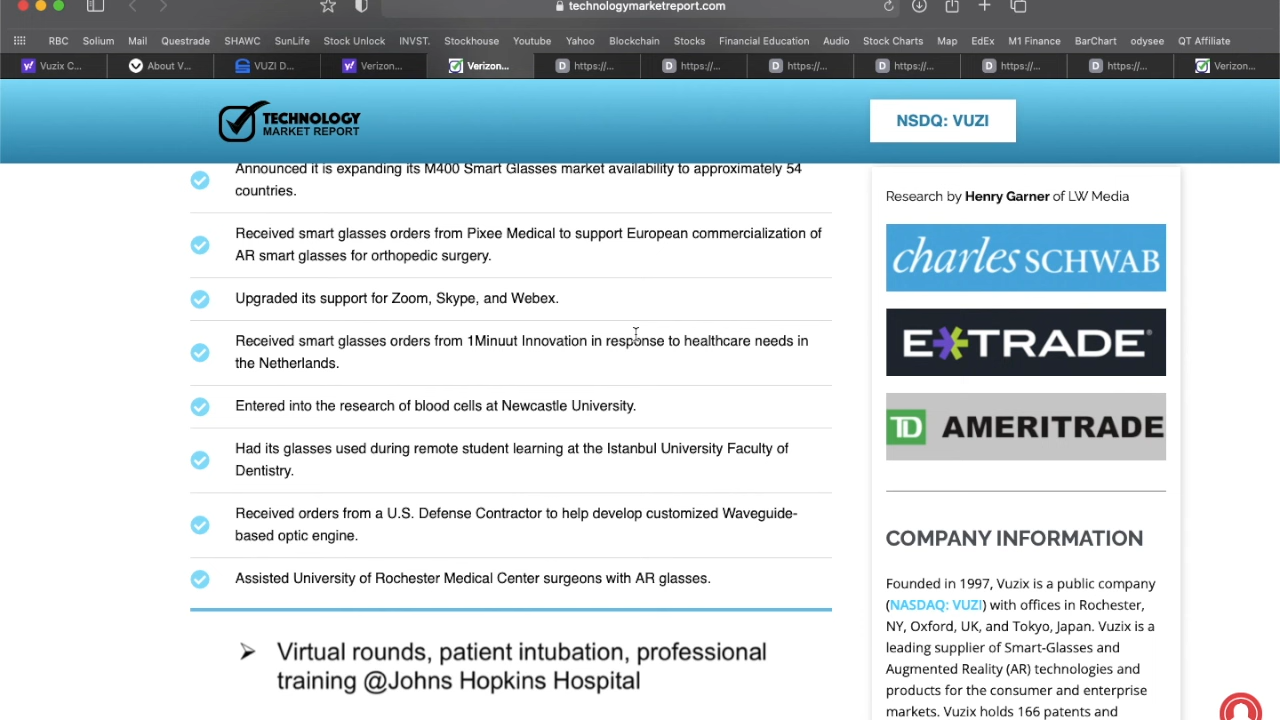 technologymarketreport.com
RBC Solium Mail Questrade SHAWC SunLife Stock Unlock INVST. Stockhouse Youtube Yahoo Blockchain Stocks Financial Education Audio Stock Charts Map EdEx M1 Finance BarChart odysee QT Affiliate
Vuzix C... About V... VUZI D... Verizon... Verizon... https://... https://... https://... https://... https://... https://... Verizon...
TECHNOLOGY
MARKET REPORT
NSDQ: VUZI
Announced it is expanding its M400 Smart Glasses market availability to approximately 54
countries.
Received smart glasses orders from Pixee Medical to support European commercialization of
AR smart glasses for orthopedic surgery.
Upgraded its support for Zoom, Skype, and Webex.
Received smart glasses orders from 1Minuut Innovation in response to healthcare needs in
the Netherlands.
Entered into the research of blood cells at Newcastle University.
Had its glasses used during remote student learning at the Istanbul University Faculty of
Dentistry.
Received orders from a U.S. Defense Contractor to help develop customized Waveguide-
based optic engine.
Assisted University of Rochester Medical Center surgeons with AR glasses.
Virtual rounds, patient intubation, professional
training @Johns Hopkins Hospital
Research by Henry Garner of LW Media
charles SCHWAB
E*TRADE®
TD AMERITRADE
COMPANY INFORMATION
Founded in 1997, Vuzix is a public company
(NASDAQ: VUZI) with offices in Rochester,
NY, Oxford, UK, and Tokyo, Japan. Vuzix is a
leading supplier of Smart-Glasses and
Augmented Reality (AR) technologies and
products for the consumer and enterprise
markets. Vuzix holds 166 patents and